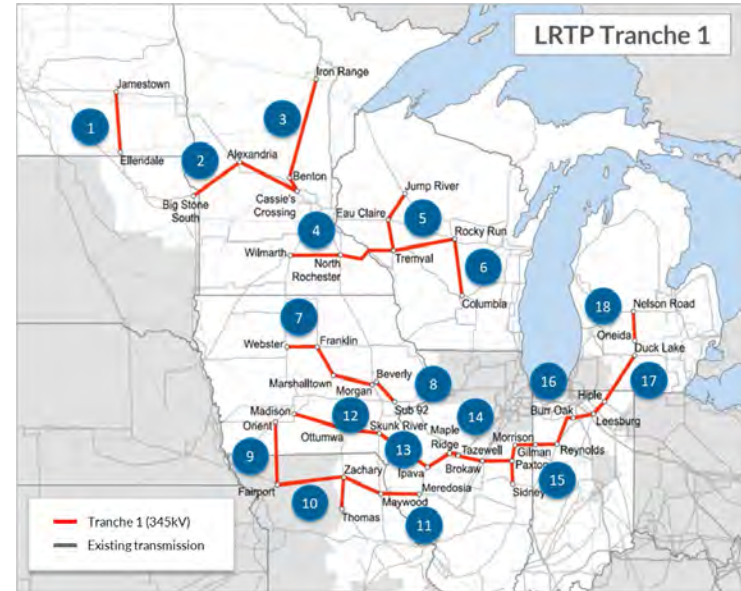 LRTP Tranche 1
Jamestown
Iron Range
1
3
Ellendale
2
Alexandria
Big Stone
South
Benton
Cassie's
Crossing
Jump River
Eau Claire
5
4
Rocky Run
Wilmarth
North
Rochester
Tremval
6
Columbia
18
Nelson Road
Oneida
Duck Lake
7
Webster
Franklin
Marshalltown
Beverly
Morgan
8
Sub 92
16
17
Hiple
Burr Oak
Leesburg
Madison
12
Skunk River
14
Orient
Ottumwa
Maple
Ridge
Tazewell
Morrison
Reynolds
13
9
Ipava
Brokaw
Gilman
Paxton
15
Zachary
Meredosia
Sidney
Fairport
10
Maywood
Thomas
11
Tranche 1 (345kV)
Existing transmission